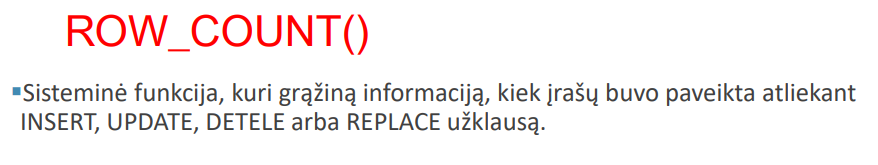 ROW_COUNT()
▪Sisteminė funkcija, kuri grąžiną informaciją, kiek įrašų buvo paveikta atliekant
INSERT, UPDATE, DETELE arba REPLACE užklausą.